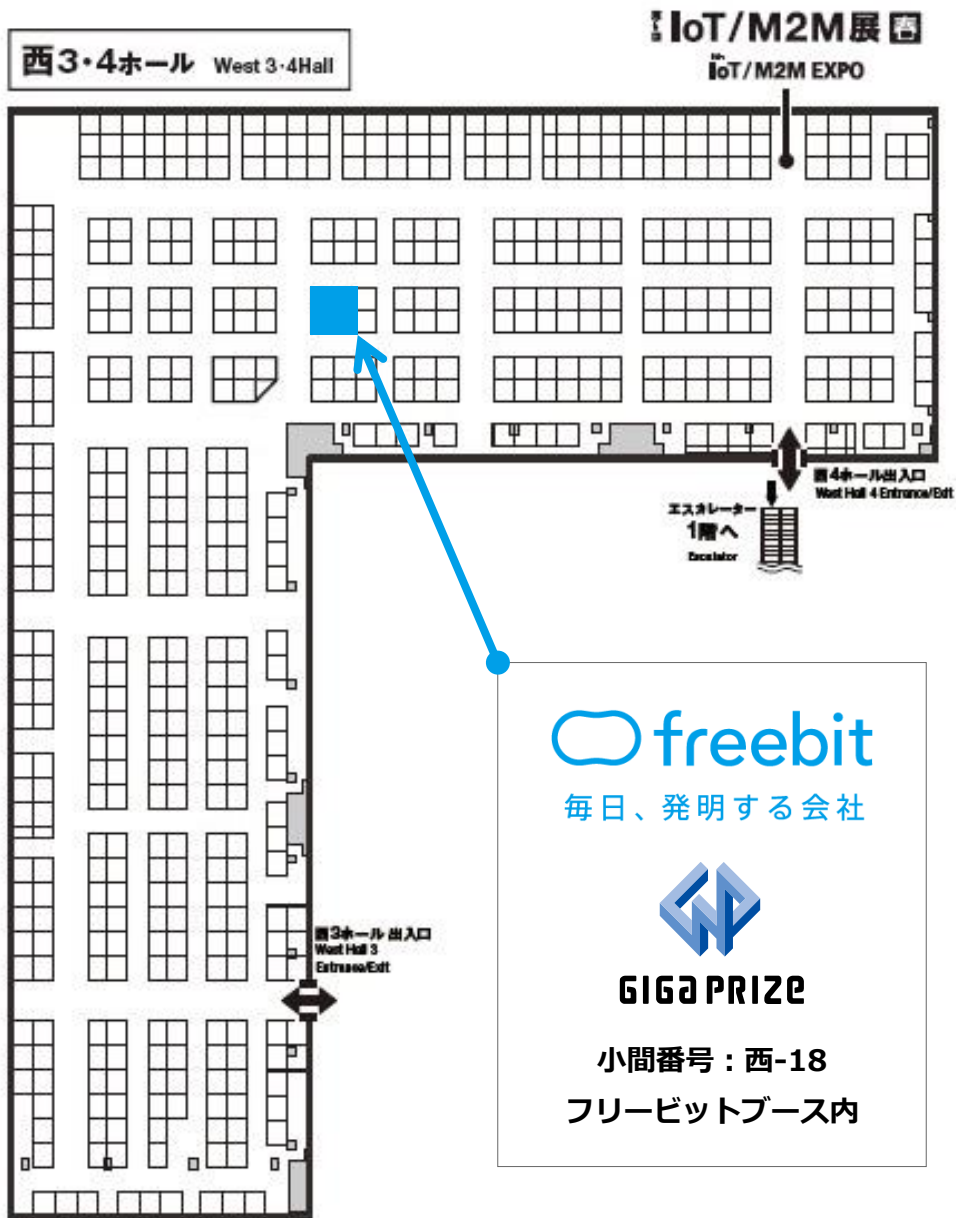 西3・4ホール West 3・4Hall
IoT/M2M展 春
IoT/M2M EXPO
西4ホール出入口
West Hall 4 Entrance/Exit
エスカレーター
1階へ
Escalator
freebit
毎日、発明する会社
西3ホール 出入口
West Hall 3
Entrance/Exit
GIGA PRIZE
小間番号：西-18
フリービットブース内